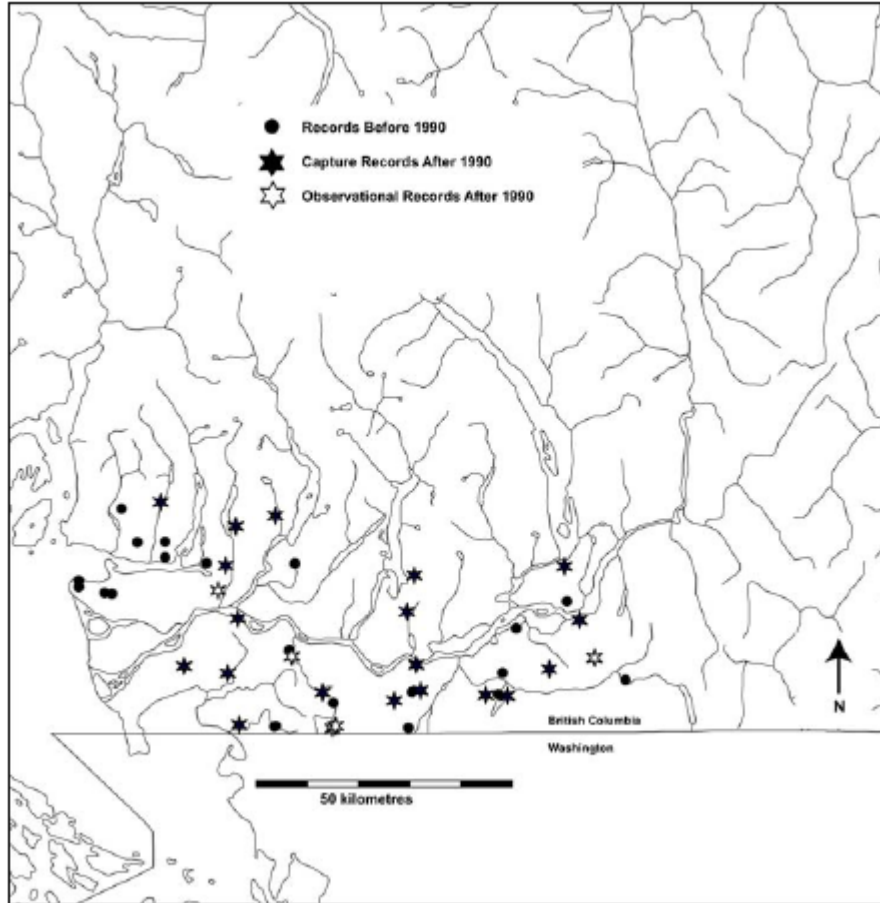 Records Before 1990
Capture Records After 1990
Observational Records After 1990
N
British Columbia
Washington
50 kilometres